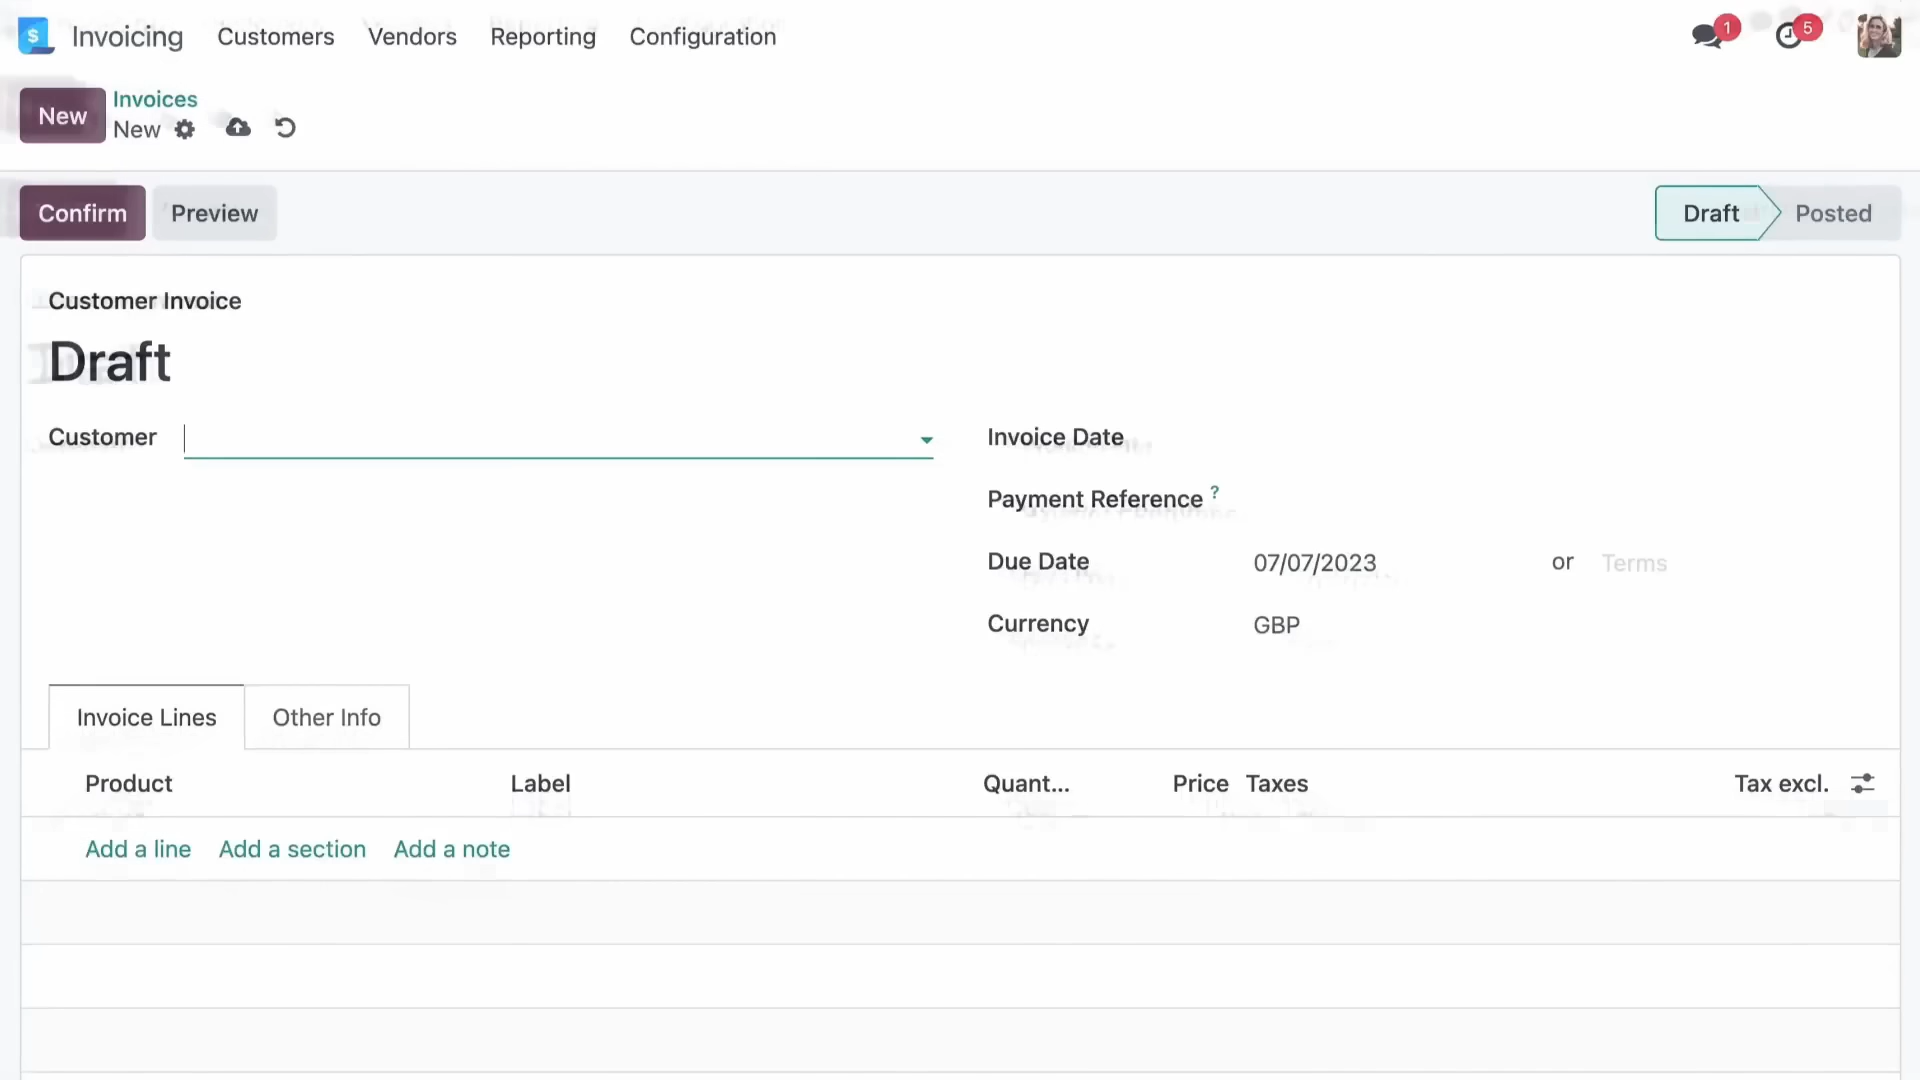 $ Invoicing Customers Vendors Reporting Configuration 1 5
New Invoices
New
Confirm Preview Draft Posted
Customer Invoice
Draft
Customer Invoice Date
Payment Reference ?
Due Date 07/07/2023 or Terms
Currency GBP
Invoice Lines Other Info
Product Label Quant... Price Taxes Tax excl.
Add a line Add a section Add a note